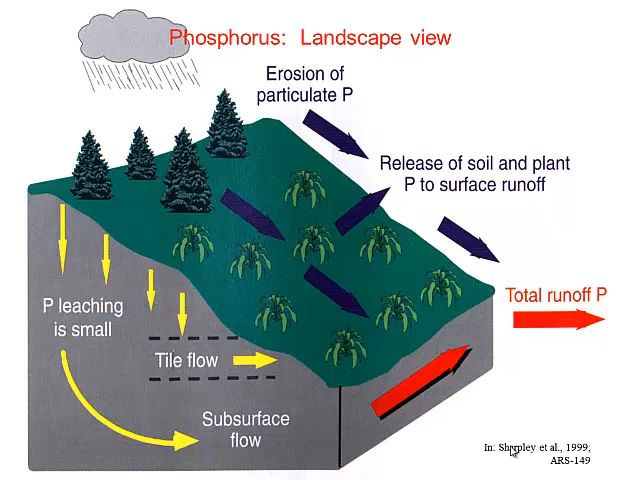 Phosphorus: Landscape view
Erosion of
particulate P
Release of soil and plant
P to surface runoff
Total runoff P
P leaching
is small
Tile flow
Subsurface
flow
In: Sharpley et al., 1999;
ARS-149